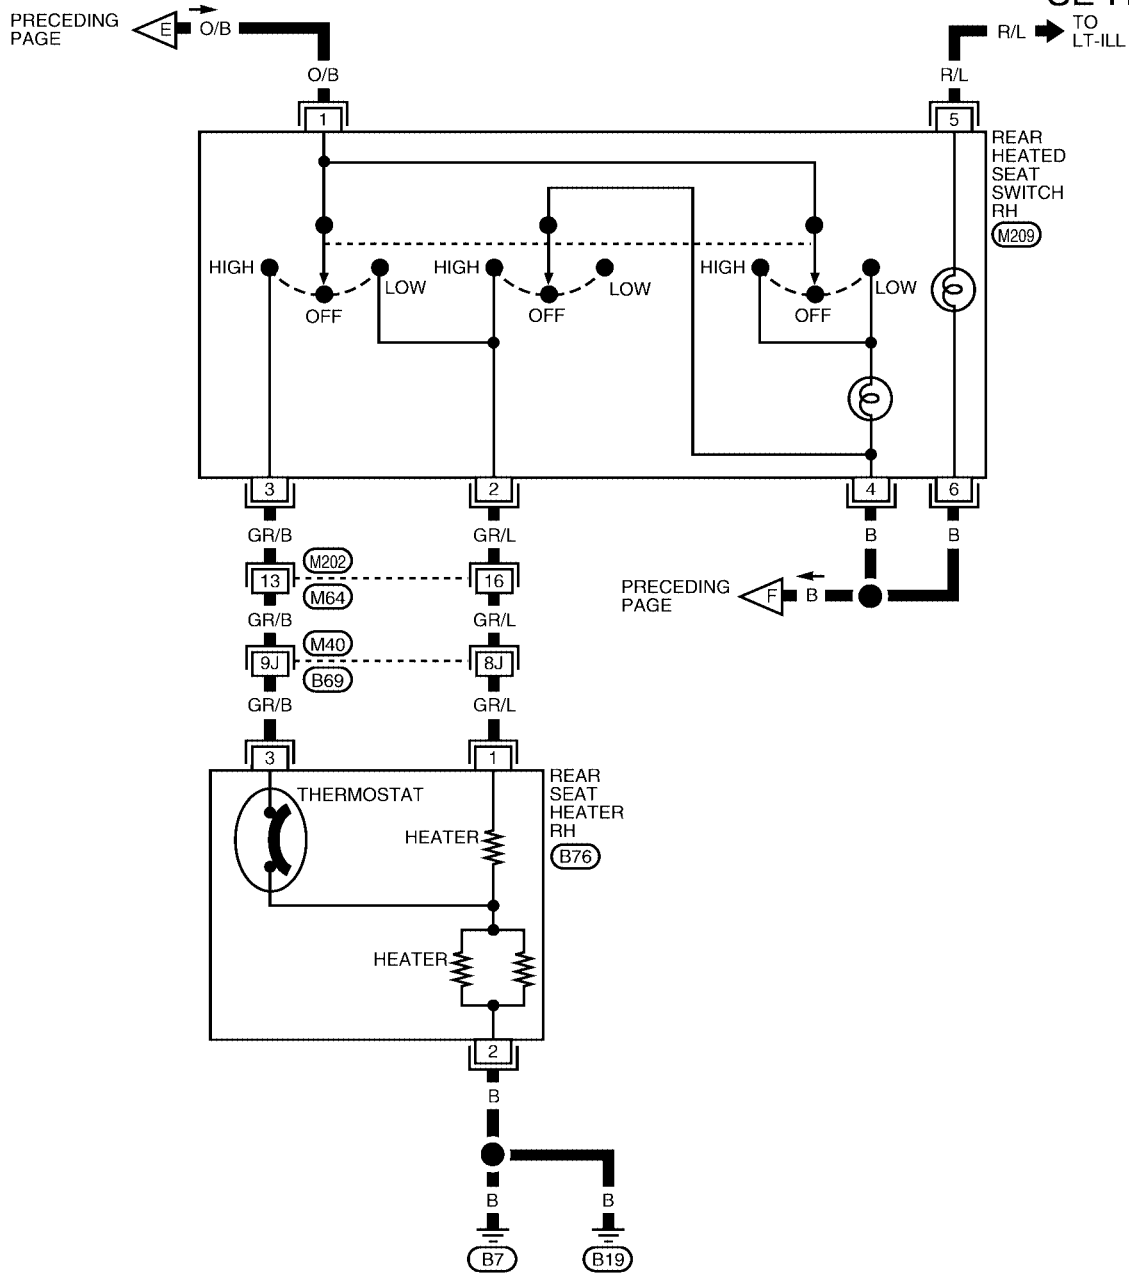 PRECEDING
PAGE
E
O/B
R/L
TO
LT-ILL
O/B
R/L
1
5
REAR
HEATED
SEAT
SWITCH
RH
M209
HIGH
LOW
OFF
HIGH
LOW
OFF
HIGH
LOW
OFF
3
2
4
6
GR/B
GR/L
B
B
M202
13
16
M64
PRECEDING
PAGE
F
B
GR/B
GR/L
M40
9J
8J
B69
GR/B
GR/L
3
1
REAR
SEAT
HEATER
RH
B76
THERMOSTAT
HEATER
HEATER
2
B
B
B
B7
B19